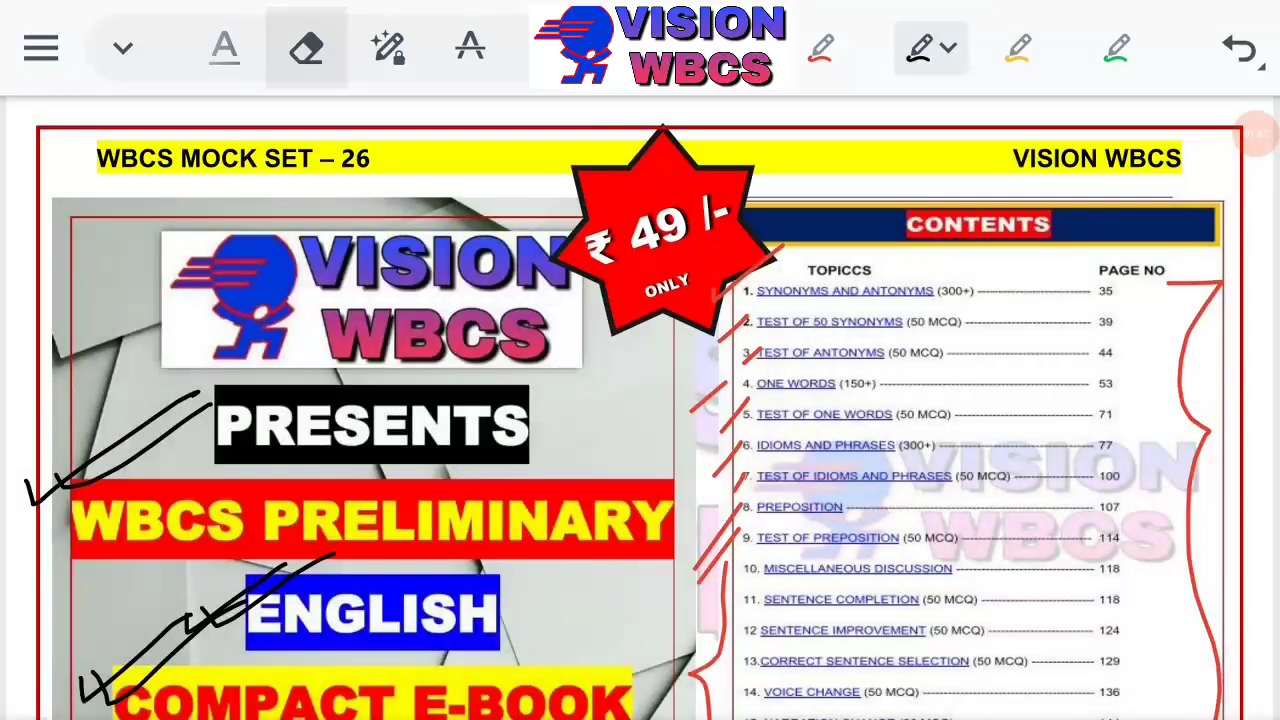 VISION
WBCS
WBCS MOCK SET – 26
VISION WBCS
₹ 49 /-
ONLY
VISION
WBCS
PRESENTS
WBCS PRELIMINARY
ENGLISH
COMPACT E-BOOK
CONTENTS
TOPICCS PAGE NO
1. SYNONYMS AND ANTONYMS (300+) 35
2. TEST OF 50 SYNONYMS (50 MCQ) 39
3. TEST OF ANTONYMS (50 MCQ) 44
4. ONE WORDS (150+) 53
5. TEST OF ONE WORDS (50 MCQ) 71
6. IDIOMS AND PHRASES (300+) 77
7. TEST OF IDIOMS AND PHRASES (50 MCQ) 100
8. PREPOSITION 107
9. TEST OF PREPOSITION (50 MCQ) 114
10. MISCELLANEOUS DISCUSSION 118
11. SENTENCE COMPLETION (50 MCQ) 118
12 SENTENCE IMPROVEMENT (50 MCQ) 124
13.CORRECT SENTENCE SELECTION (50 MCQ) 129
14. VOICE CHANGE (50 MCQ) 136
VISION
WBCS